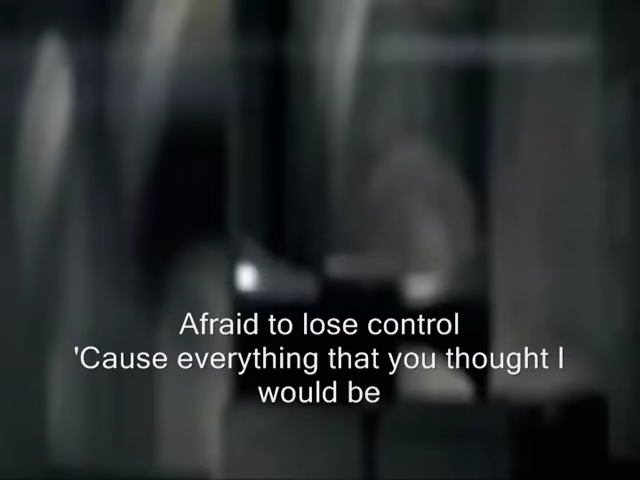 Afraid to lose control
'Cause everything that you thought I
would be